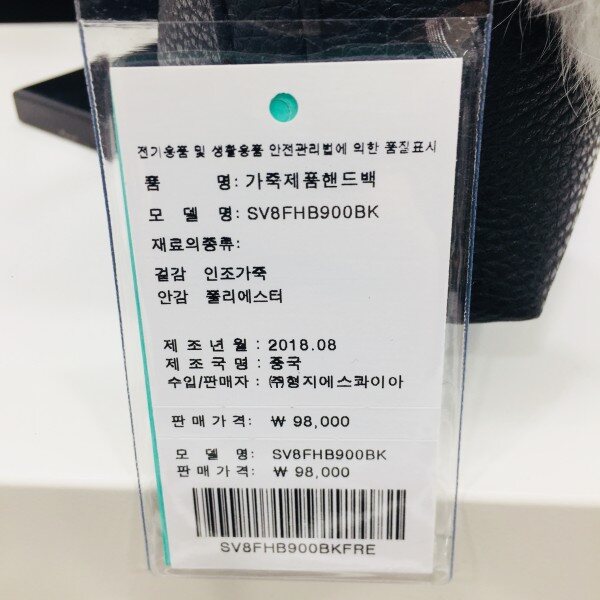 전기용품 및 생활용품 안전관리법에 의한 품질표시
품 명: 가죽제품핸드백
모 델 명: SV8FHB900BK
재료의종류:
겉감 인조가죽
안감 폴리에스터
제 조 년 월 : 2018.08
제 조 국 명 : 중국
수입/판매자 : ㈜형지에스콰이아
판 매 가 격: ₩ 98,000
모 델 명: SV8FHB900BK
판 매 가 격: ₩ 98,000
SV8FHB900BKFRE